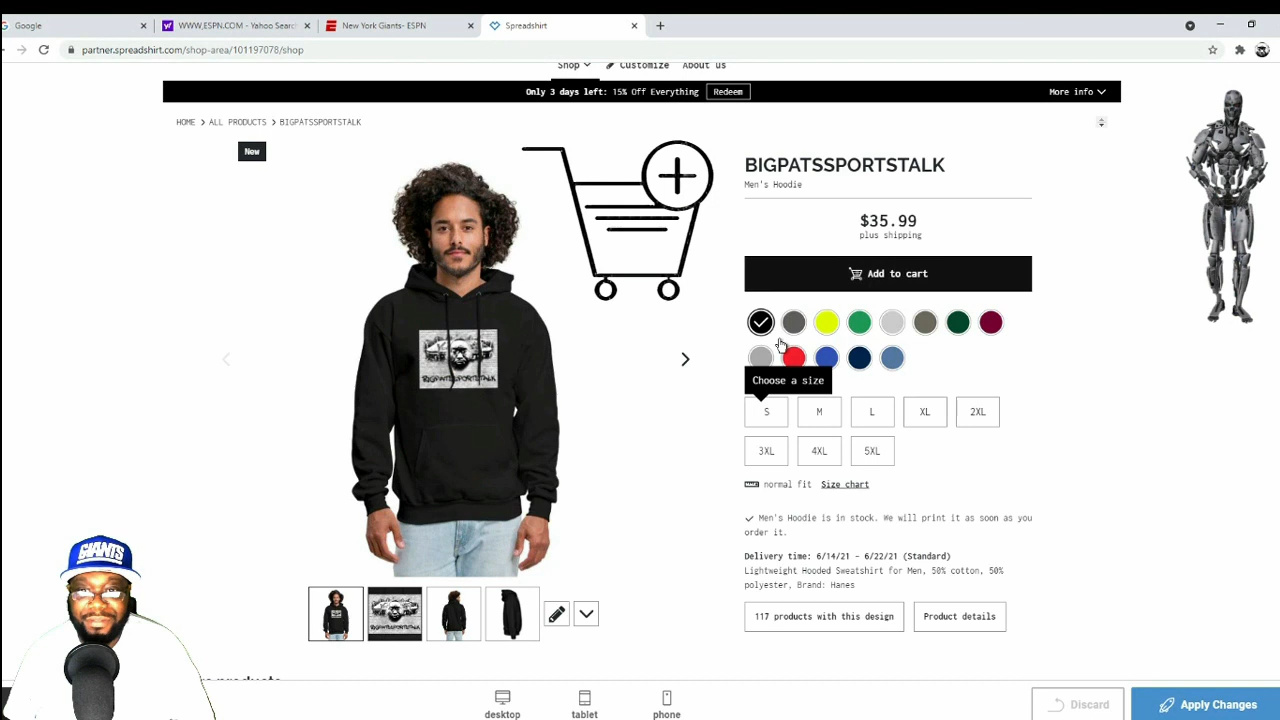 Google
WWW.ESPN.COM - Yahoo Searc
New York Giants- ESPN
Spreadshirt
partner.spreadshirt.com/shop-area/101197078/shop
Shop
Customize
About us
Only 3 days left: 15% Off Everything
Redeem
More info
HOME > ALL PRODUCTS > BIGPATSSPORTSTALK
New
BIGPATSSPORTSTALK
Men's Hoodie
$35.99
plus shipping
Add to cart
Choose a size
S M L XL 2XL
3XL 4XL 5XL
normal fit Size chart
Men's Hoodie is in stock. We will print it as soon as you
order it.
Delivery time: 6/14/21 - 6/22/21 (Standard)
Lightweight Hooded Sweatshirt for Men, 50% cotton, 50%
polyester, Brand: Hanes
117 products with this design
Product details
GIANTS
products
desktop
tablet
phone
Discard
Apply Changes